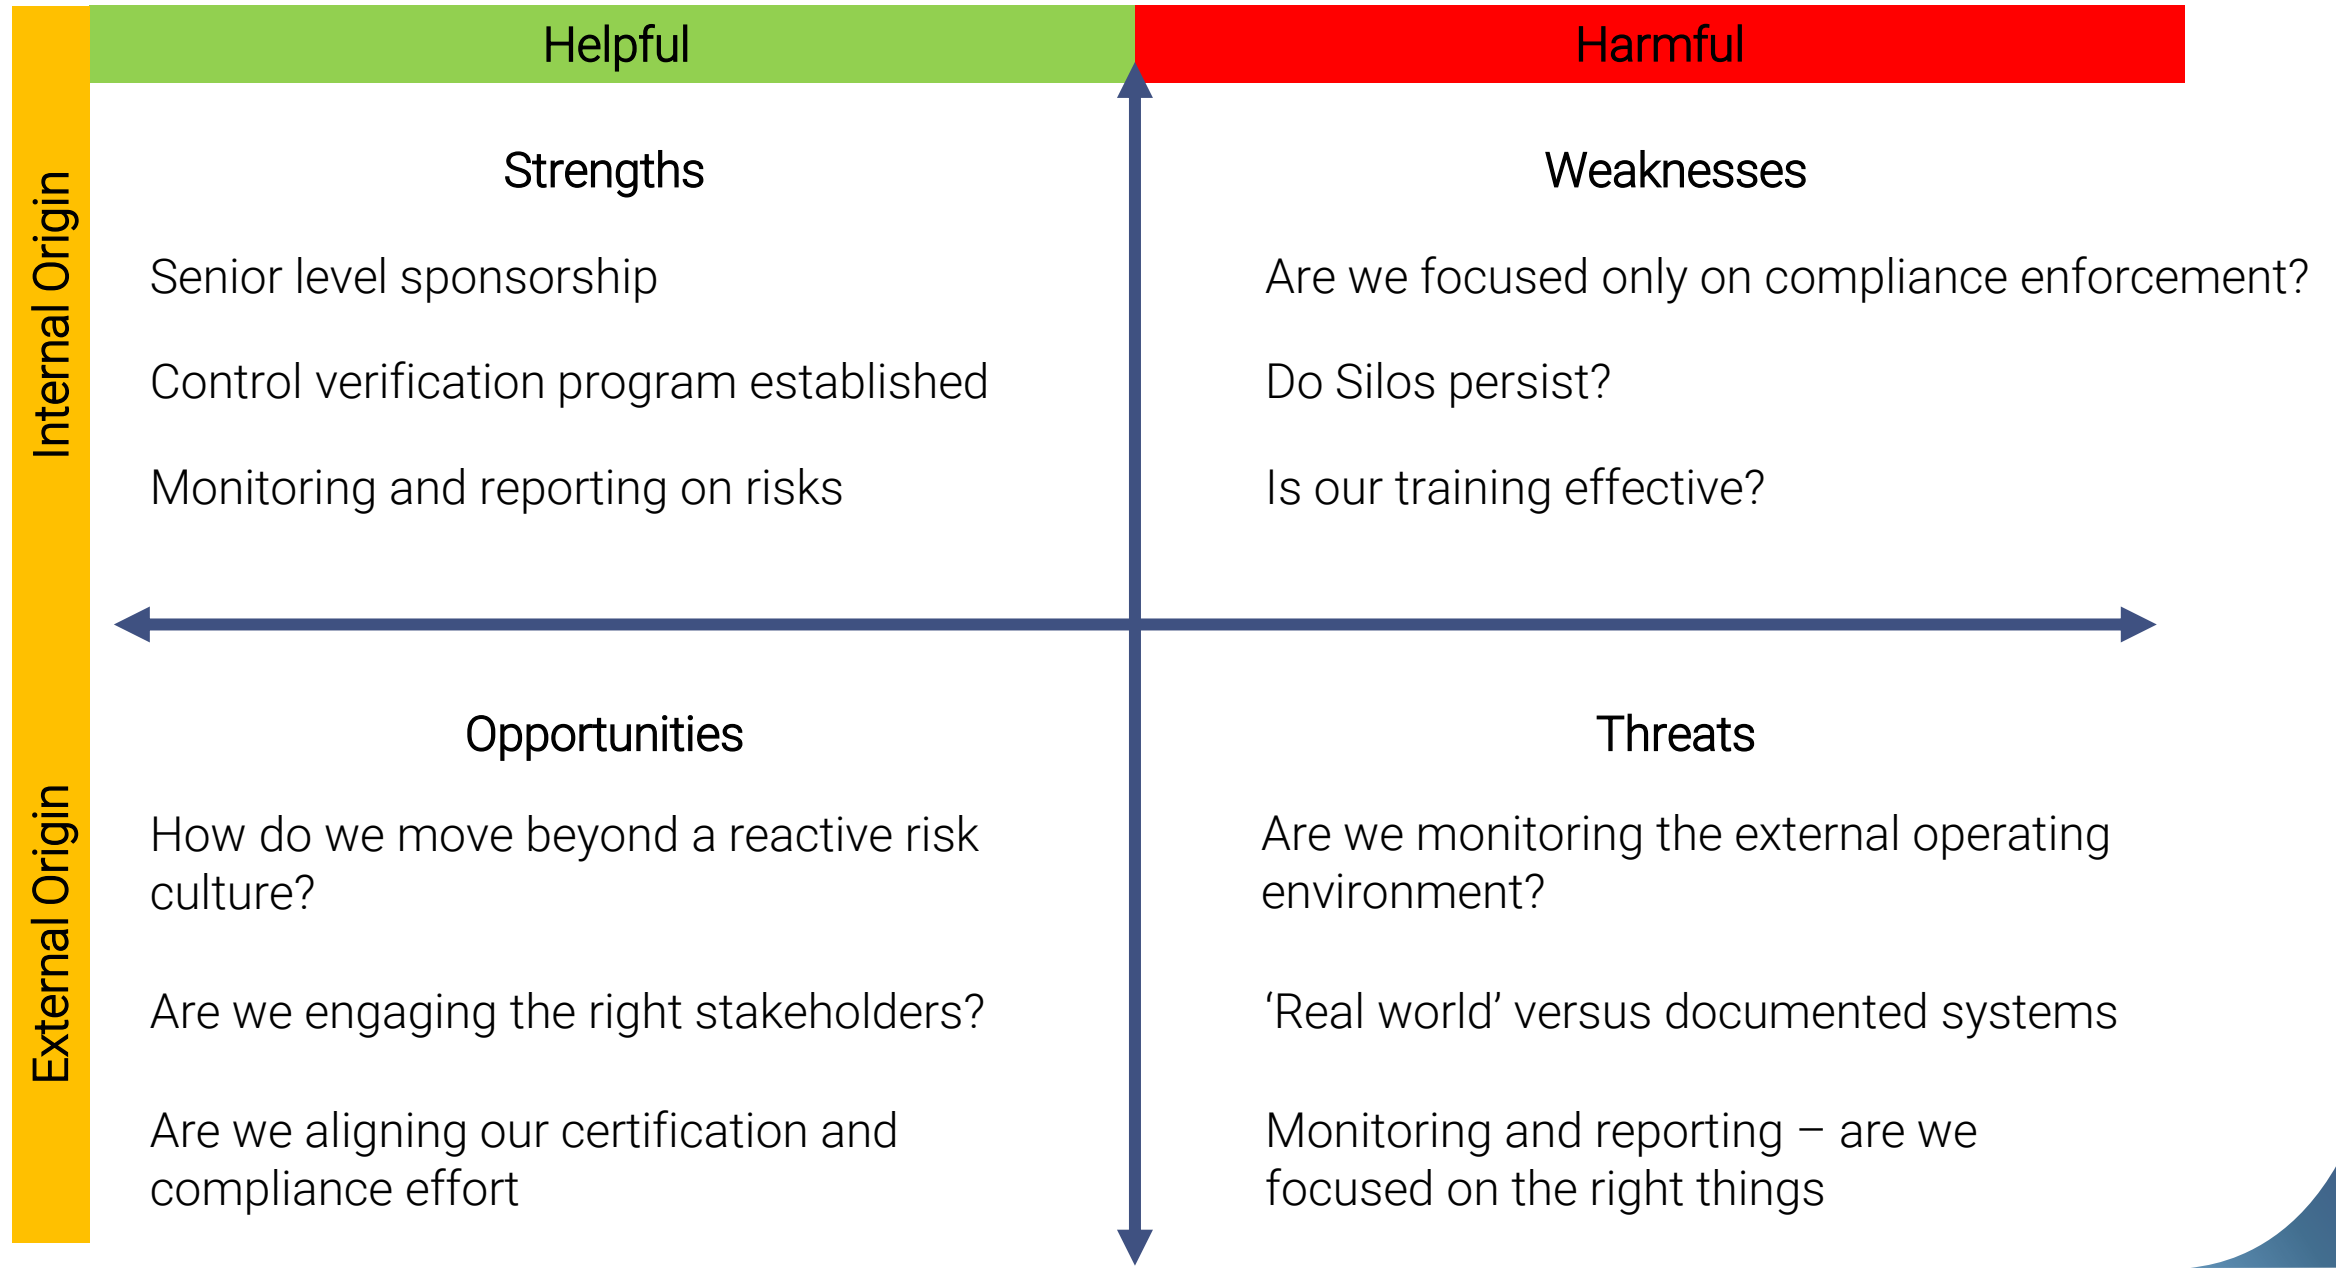 Helpful
Harmful
Internal Origin
Strengths
Senior level sponsorship
Control verification program established
Monitoring and reporting on risks
Weaknesses
Are we focused only on compliance enforcement?
Do Silos persist?
Is our training effective?
External Origin
Opportunities
How do we move beyond a reactive risk
culture?
Are we engaging the right stakeholders?
Are we aligning our certification and
compliance effort
Threats
Are we monitoring the external operating
environment?
‘Real world’ versus documented systems
Monitoring and reporting – are we
focused on the right things